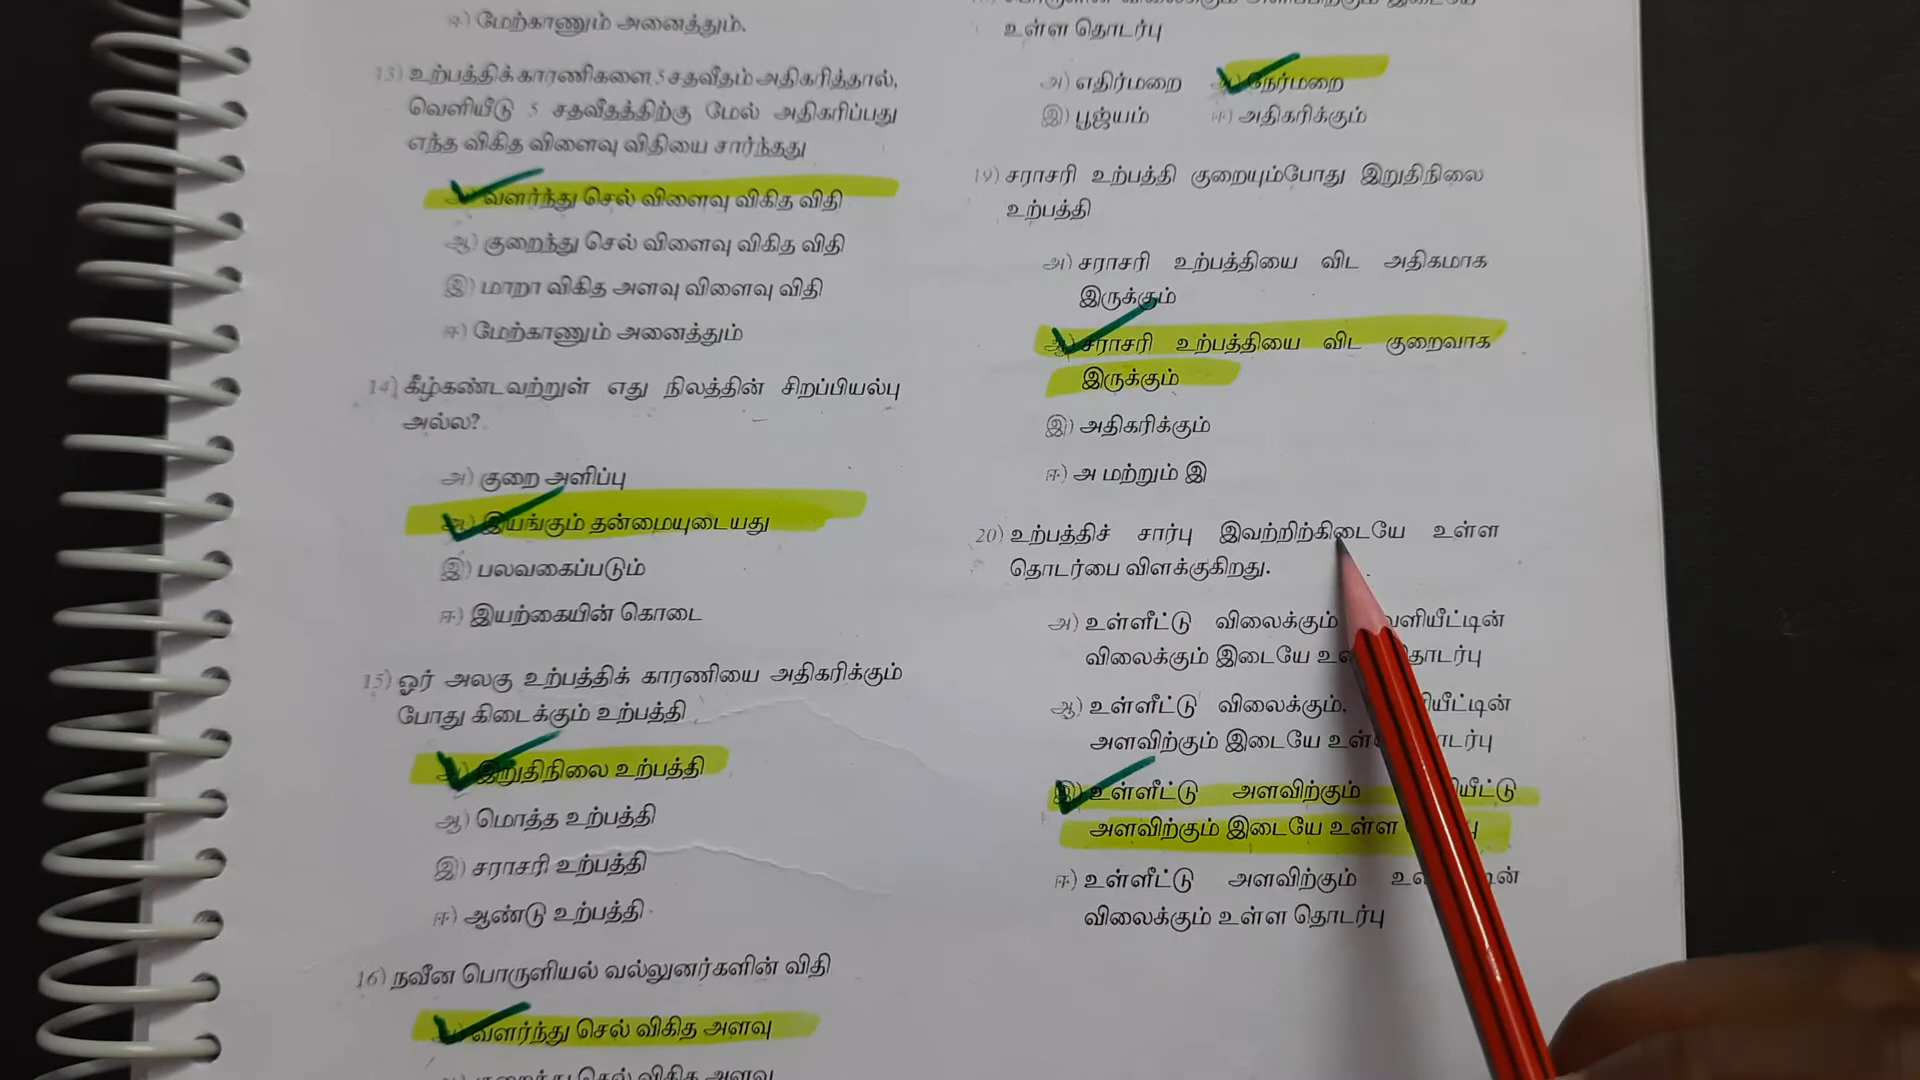 ஈ) மேற்காணும் அனைத்தும்.
13) உற்பத்திக்காரணிகளை 5 சதவீதம் அதிகரித்தால்,
வெளியீடு 5 சதவீதத்திற்கு மேல் அதிகரிப்பது
எந்த விகித விளைவு விதியை சார்ந்தது
வளர்ந்து செல் விளைவு விகித விதி
ஆ) குறைந்து செல் விளைவு விகித விதி
இ) மாறா விகித அளவு விளைவு விதி
ஈ) மேற்காணும் அனைத்தும்
14) கீழ்கண்டவற்றுள் எது நிலத்தின் சிறப்பியல்பு
அல்ல?
அ) குறை அளிப்பு
ஆ) இயங்கும் தன்மையுடையது
இ) பலவகைப்படும்
ஈ) இயற்கையின் கொடை
15) ஓர் அலகு உற்பத்திக் காரணியை அதிகரிக்கும்
போது கிடைக்கும் உற்பத்தி
இறுதிநிலை உற்பத்தி
ஆ) மொத்த உற்பத்தி
இ) சராசரி உற்பத்தி
ஈ) ஆண்டு உற்பத்தி
16) நவீன பொருளியல் வல்லுனர்களின் விதி
வளர்ந்து செல் விகித அளவு
உள்ள தொடர்பு
அ) எதிர்மறை ஆ) நேர்மறை
இ) பூஜ்யம் ஈ) அதிகரிக்கும்
19) சராசரி உற்பத்தி குறையும்போது இறுதிநிலை
உற்பத்தி
அ) சராசரி உற்பத்தியை விட அதிகமாக
இருக்கும்
ஆ) சராசரி உற்பத்தியை விட குறைவாக
இருக்கும்
இ) அதிகரிக்கும்
ஈ) அ மற்றும் இ
20) உற்பத்திச் சார்பு இவற்றிற்கிடையே உள்ள
தொடர்பை விளக்குகிறது.
அ) உள்ளீட்டு விலைக்கும்
விலைக்கும் இடையே
ஆ) உள்ளீட்டு விலைக்கும்,
அளவிற்கும் இடையே
இ) உள்ளீட்டு அளவிற்கும்
அளவிற்கும் இடையே உள்ள
ஈ) உள்ளீட்டு அளவிற்கும்
விலைக்கும் உள்ள தொடர்பு